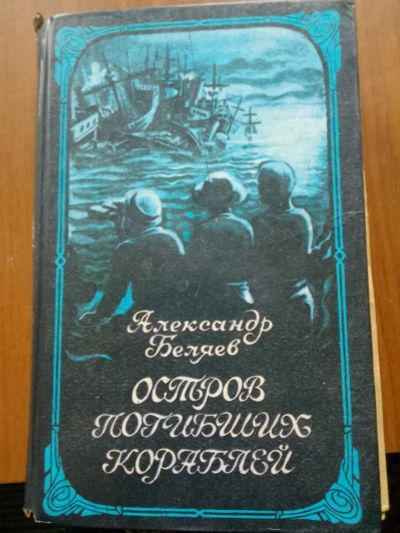 Александр
Беляев
ОСТРОВ
ПОГИБШИХ
КОРАБЛЕЙ